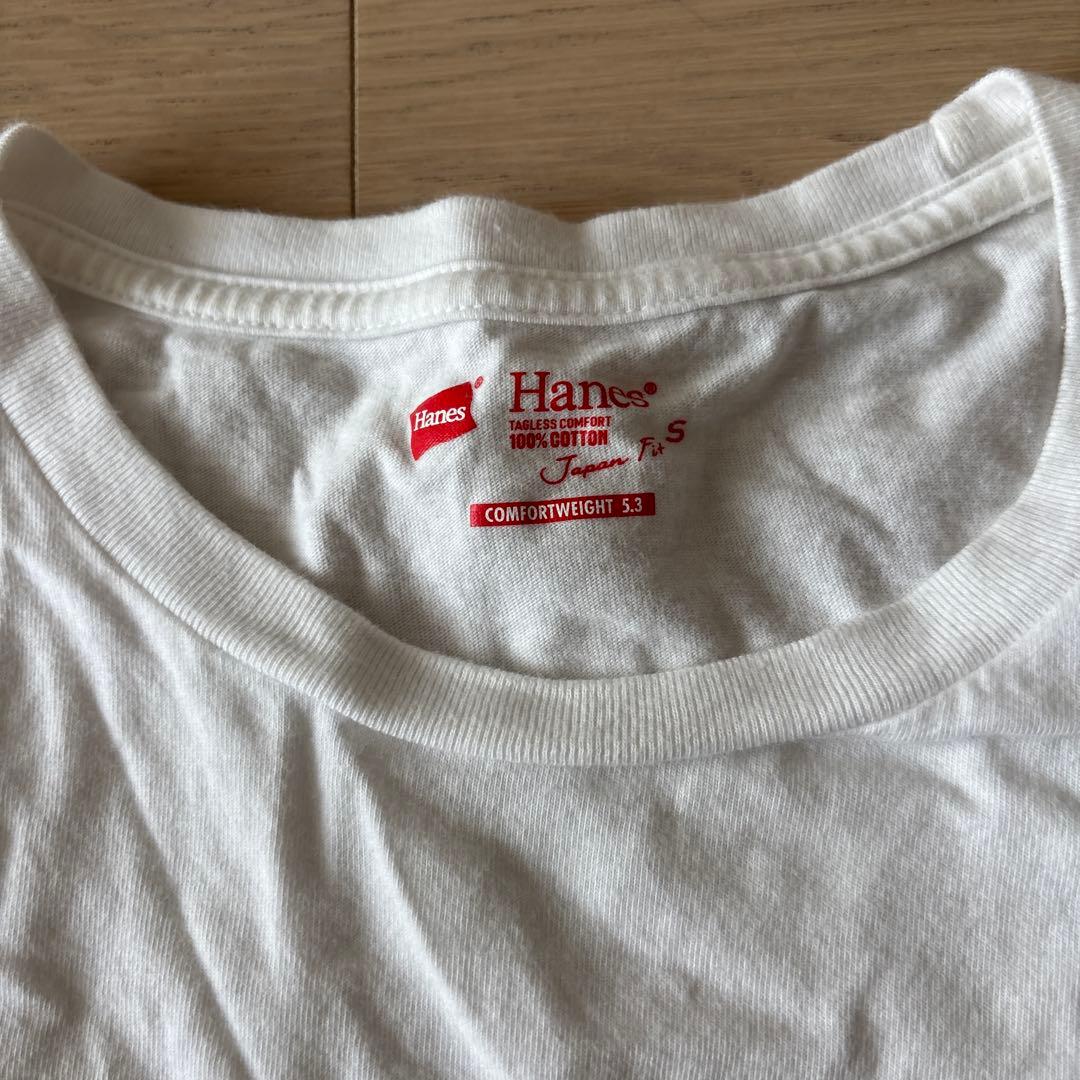 Hanes®
Hanes®
TAGLESS COMFORT
100% COTTON
Japan Fit S
COMFORTWEIGHT 5.3